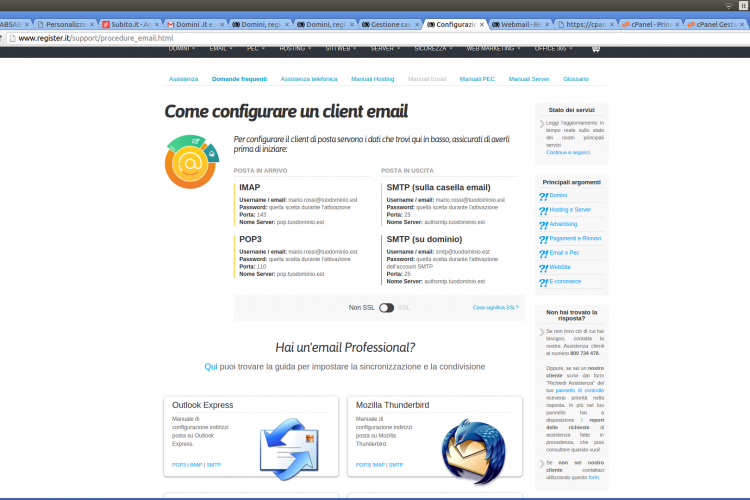 ABSAR
Personalizza
Subito.it - A
Domini .it e
Domini, regi
Domini, regi
Gestione cas
Configurazio
Webmail - Re
https://cpan
cPanel - Prin
cPanel Gesti
www.register.it/support/procedure_email.html
DOMINI EMAIL PEC HOSTING SITI WEB SERVER SICUREZZA WEB MARKETING OFFICE 365
Assistenza Domande frequenti Assistenza telefonica Manuali Hosting Manuali Email Manuali PEC Manuali Server Glossario
Come configurare un client email
Per configurare il client di posta servono i dati che trovi qui in basso, assicurati di averli
prima di iniziare:
POSTA IN ARRIVO
IMAP
Username / email: mario.rossi@tuodominio.est
Password: quella scelta durante l'attivazione
Porta: 143
Nome Server: pop.tuodominio.est
POP3
Username / email: mario.rossi@tuodominio.est
Password: quella scelta durante l'attivazione
Porta: 110
Nome Server: pop.tuodominio.est
POSTA IN USCITA
SMTP (sulla casella email)
Username / email: mario.rossi@tuodominio.est
Password: quella scelta durante l'attivazione
Porta: 25
Nome Server: authsmtp.tuodominio.est
SMTP (su dominio)
Username / email: smtp@tuodominio.est
Password: quella scelta durante l'attivazione
dell'account SMTP
Porta: 25
Nome Server: authsmtp.tuodominio.est
Non SSL SSL Cosa significa SSL?
Hai un'email Professional?
Qui puoi trovare la guida per impostare la sincronizzazione e la condivisione
Outlook Express
Manuale di
configurazione indirizzi
posta su Outlook
Express.
POP3 | IMAP | SMTP
Mozilla Thunderbird
Manuale di
configurazione indirizzi
posta su Mozilla
Thunderbird.
POP3| IMAP | SMTP
Stato dei servizi
Leggi l'aggiornamento in
tempo reale sullo stato
dei nostri principali
servizi
Continua a seguirci
Principali argomenti
Domini
Hosting e Server
Advertising
Pagamenti e Rinnovi
Email e Pec
WebSite
E-commerce
Non hai trovato la
risposta?
Se non trovi ciò di cui hai
bisogno, contatta la
nostra Assistenza clienti
al numero 800 734 478.
Oppure, se sei un nostro
cliente scrivi dal form
"Richiedi Assistenza" del
tuo pannello di controllo
riceverai priorità nella
risposta. In più nel tuo
pannello hai a
disposizione i report
delle richieste di
assistenza fatte in
precedenza, che puoi
consultare quando vuoi!
Se non sei nostro
cliente contattaci
utilizzando questo form.